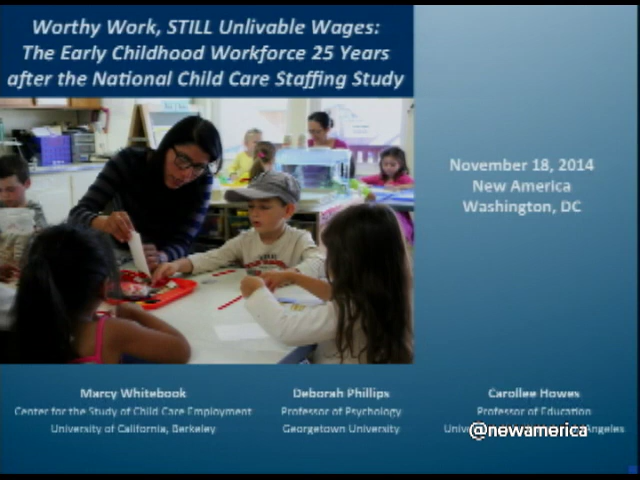 Worthy Work, STILL Unlivable Wages:
The Early Childhood Workforce 25 Years
after the National Child Care Staffing Study
November 18, 2014
New America
Washington, DC
Marcy Whitebook
Center for the Study of Child Care Employment
University of California, Berkeley
Deborah Phillips
Professor of Psychology
Georgetown University
Carollee Howes
Professor of Education
Angeles
@newamerica